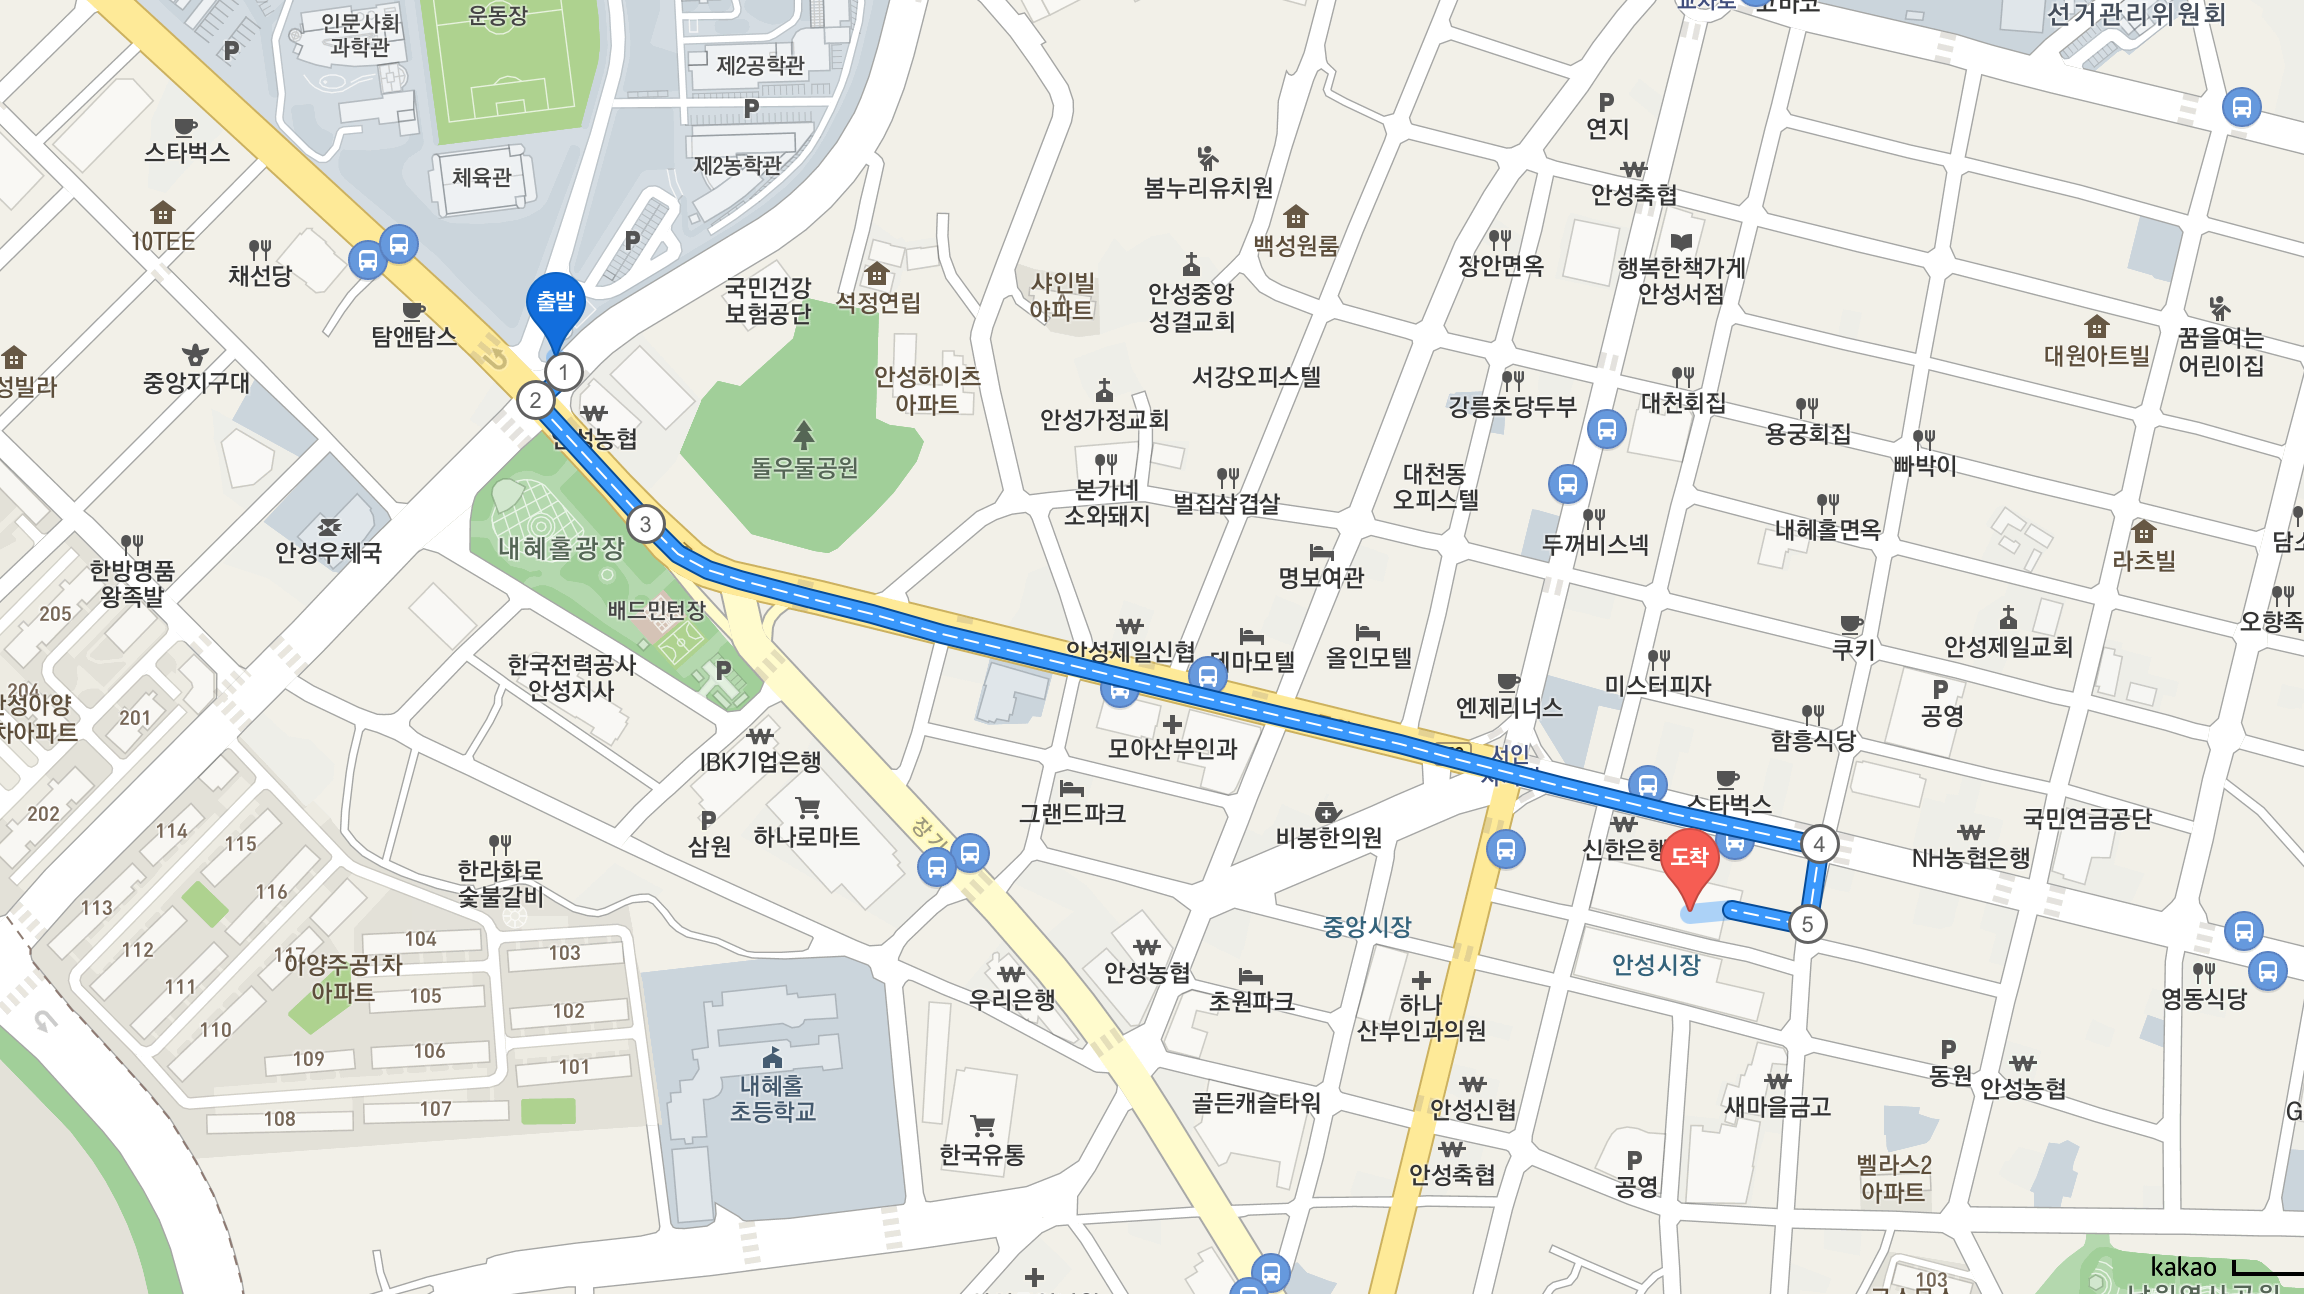 인문사회
과학관
운동장
제2공학관
제2농학관
체육관
교차로
선거관리위원회
스타벅스
10TEE
채선당
탐앤탐스
중앙지구대
출발
1
2
3
국민건강
보험공단
석정연립
샤인빌
아파트
봄누리유치원
백성원룸
안성중앙
성결교회
연지
안성축협
장안면옥
행복한책가게
안성서점
대원아트빌
꿈을여는
어린이집
안성농협
돌우물공원
안성하이츠
아파트
안성가정교회
서강오피스텔
강릉초당두부
대천회집
용궁회집
빠박이
본가네
소와돼지
벌집삼겹살
대천동
오피스텔
두꺼비스넥
내헤홀면옥
라츠빌
명보여관
안성우체국
한방명품
왕족발
내혜홀광장
배드민턴장
한국전력공사
안성지사
안성제일신협
테마모텔
올인모텔
엔제리너스
미스터피자
쿠키
안성제일교회
공영
함흥식당
205
201
202
IBK기업은행
모아산부인과
그랜드파크
비봉한의원
삼원
하나로마트
신한은행
스타벅스
도착
4
5
국민연금공단
NH농협은행
114
115
116
113
112
117
111
110
한라화로
숯불갈비
아양주공1차
아파트
104
103
105
102
106
101
109
108
107
중앙시장
안성시장
안성농협
우리은행
초원파크
하나
산부인과의원
영동식당
동원
안성농협
새마을금고
내혜홀
초등학교
골든캐슬타워
안성신협
안성축협
한국유통
공영
벨라스2
아파트
103
kakao